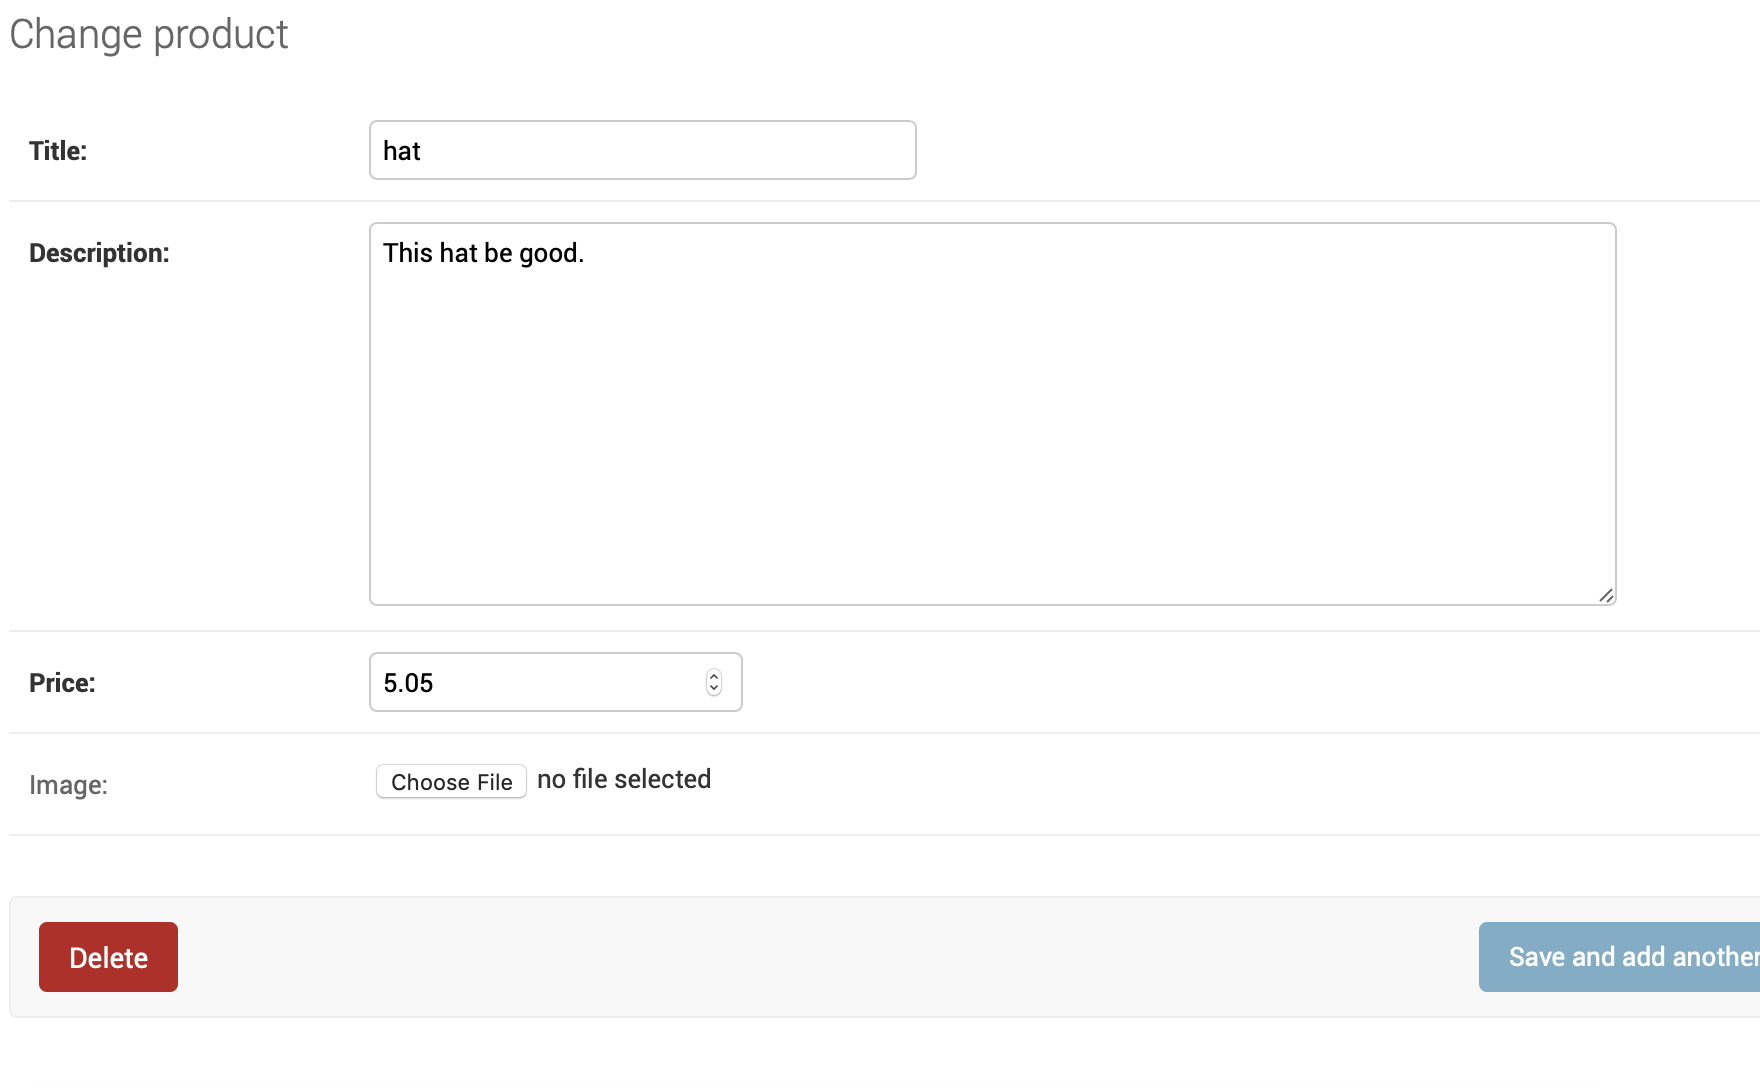 Change product
Title: hat
Description: This hat be good.
Price: 5.05
Image: Choose File no file selected
Delete Save and add another